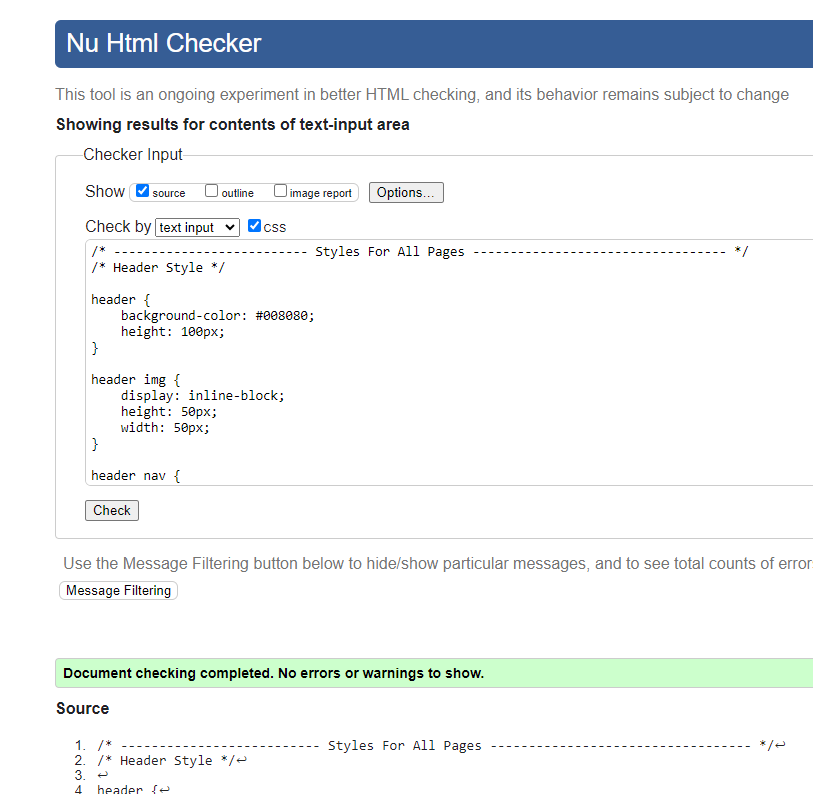 Nu Html Checker
This tool is an ongoing experiment in better HTML checking, and its behavior remains subject to change
Showing results for contents of text-input area
Checker Input
Show source outline image report Options...
Check by text input css
/* -------------------------- Styles For All Pages ---------------------------------- */
/* Header Style */
header {
    background-color: #008080;
    height: 100px;
}
header img {
    display: inline-block;
    height: 50px;
    width: 50px;
}
header nav {
Check
Use the Message Filtering button below to hide/show particular messages, and to see total counts of error
Message Filtering
Document checking completed. No errors or warnings to show.
Source
1. /* -------------------------- Styles For All Pages ---------------------------------- */↩
2. /* Header Style */↩
3. ↩
4 header {↩